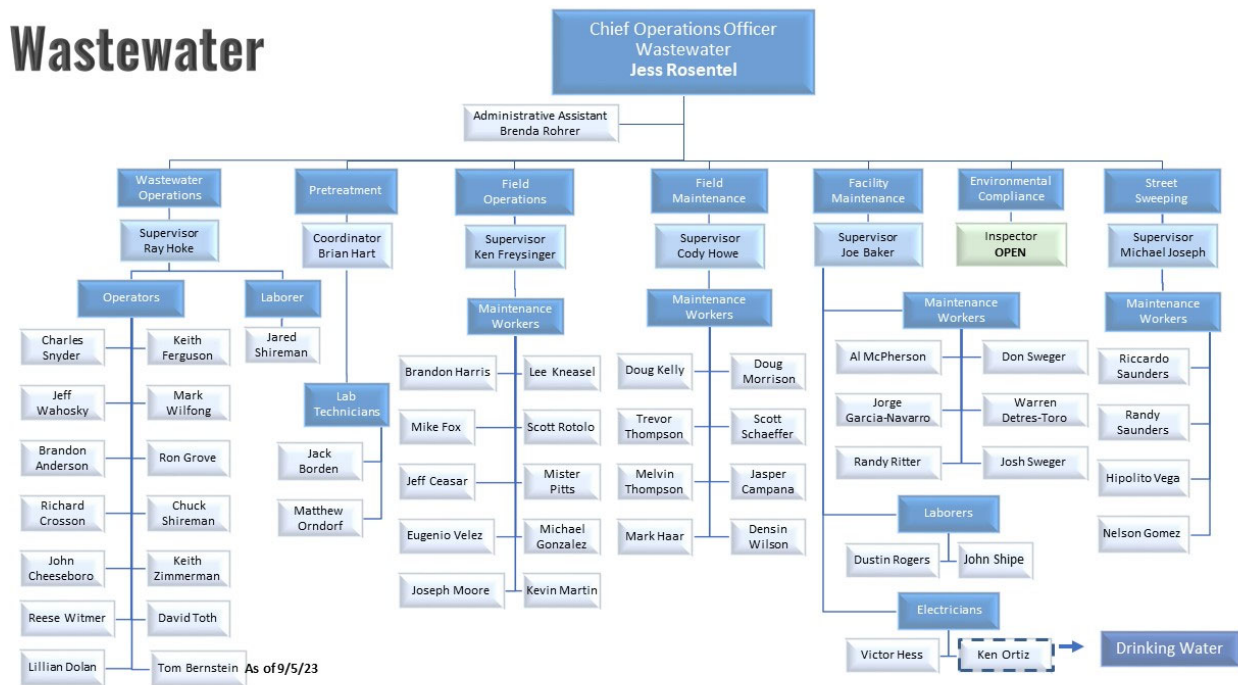 Wastewater
Chief Operations Officer
Wastewater
Jess Rosentel
Administrative Assistant
Brenda Rohrer
Wastewater
Operations
Supervisor
Ray Hoke
Operators
Charles
Snyder
Keith
Ferguson
Jeff
Wahosky
Mark
Wilfong
Brandon
Anderson
Ron Grove
Richard
Crosson
Chuck
Shireman
John
Cheeseboro
Keith
Zimmerman
Reese Witmer
David Toth
Lillian Dolan
Tom Bernstein
As of 9/5/23
Laborer
Jared
Shireman
Pretreatment
Coordinator
Brian Hart
Lab
Technicians
Jack
Borden
Matthew
Orndorf
Field
Operations
Supervisor
Ken Freysinger
Maintenance
Workers
Brandon Harris
Lee Kneasel
Mike Fox
Scott Rotolo
Jeff Ceasar
Mister
Pitts
Eugenio Velez
Michael
Gonzalez
Joseph Moore
Kevin Martin
Field
Maintenance
Supervisor
Cody Howe
Maintenance
Workers
Doug Kelly
Doug
Morrison
Trevor
Thompson
Scott
Schaeffer
Melvin
Thompson
Jasper
Campana
Mark Haar
Densin
Wilson
Facility
Maintenance
Supervisor
Joe Baker
Maintenance
Workers
Al McPherson
Don Sweger
Jorge
Garcia-Navarro
Warren
Detres-Toro
Randy Ritter
Josh Sweger
Laborers
Dustin Rogers
John Shipe
Electricians
Victor Hess
Ken Ortiz
Drinking Water
Environmental
Compliance
Inspector
OPEN
Street
Sweeping
Supervisor
Michael Joseph
Maintenance
Workers
Riccardo
Saunders
Randy
Saunders
Hipolito Vega
Nelson Gomez